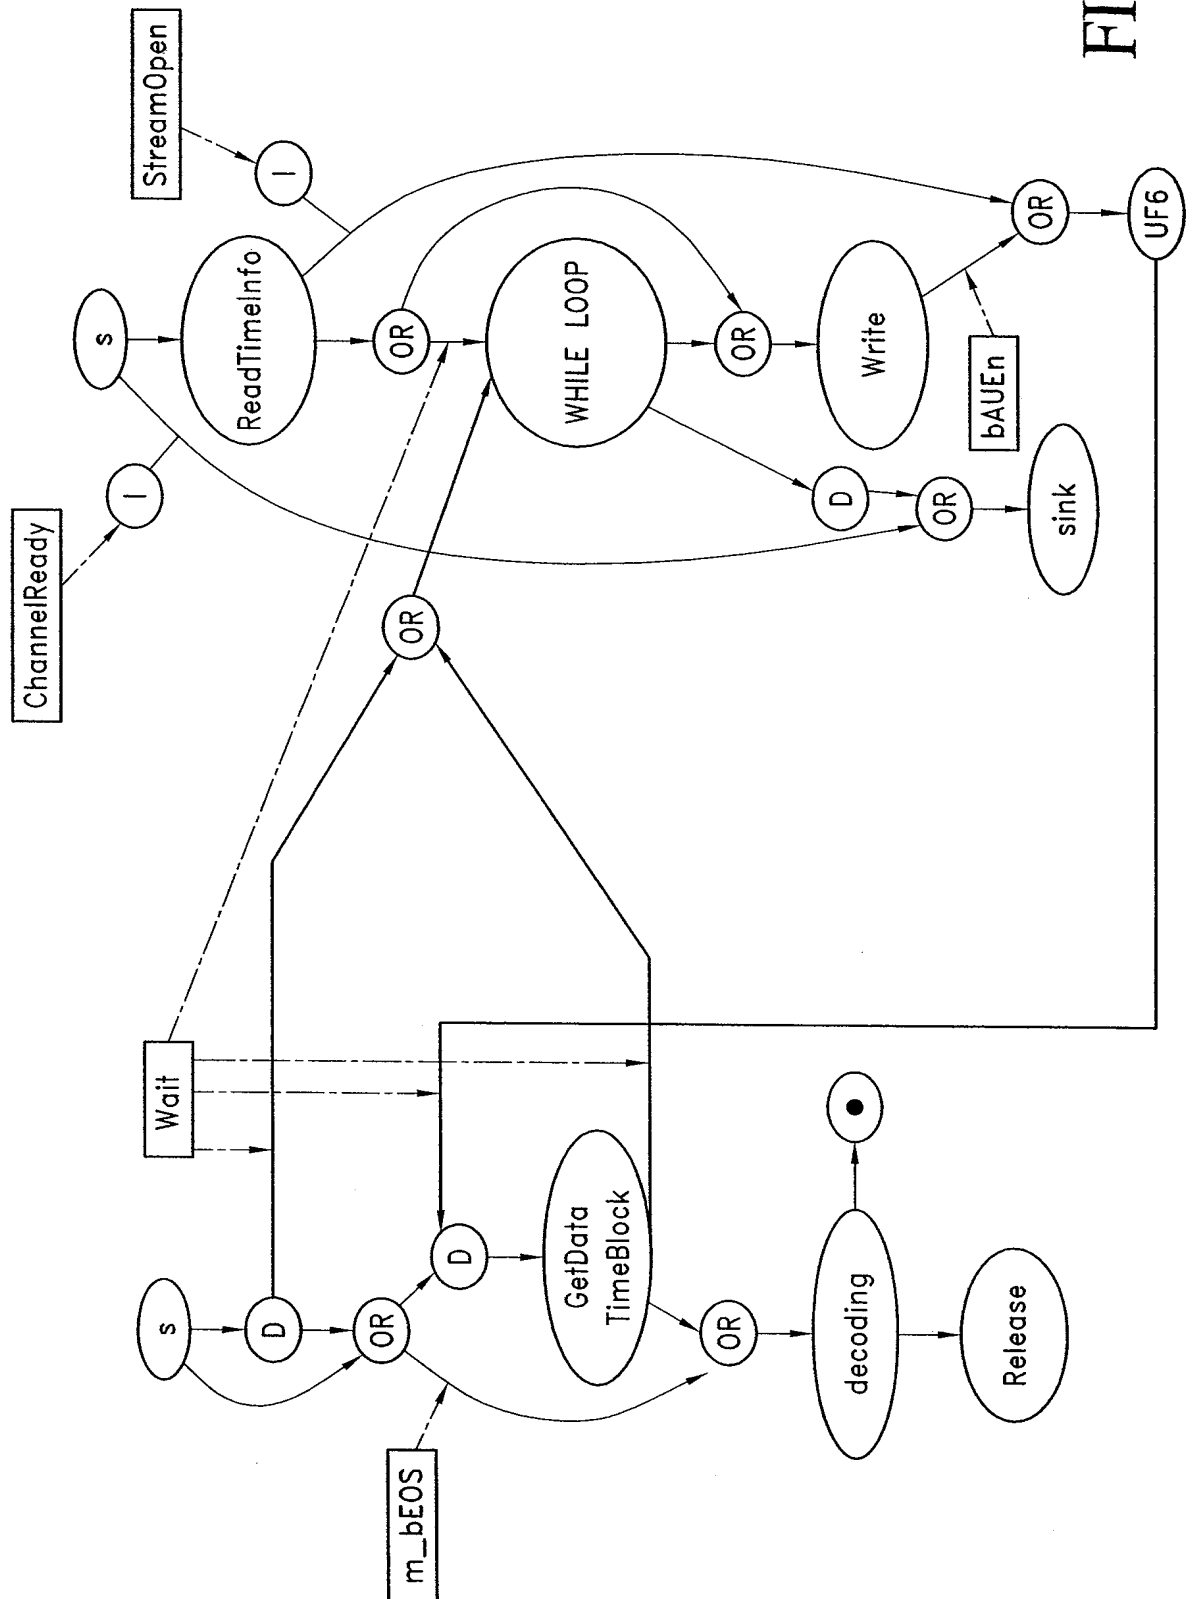 ChannelReady
s
I
StreamOpen
s
Wait
ReadTimeInfo
D
I
OR
OR
OR
m_bEOS
D
GetData
TimeBlock
WHILE LOOP
OR
OR
D
decoding
Write
OR
bAUEn
Release
OR
sink
UF6
FI